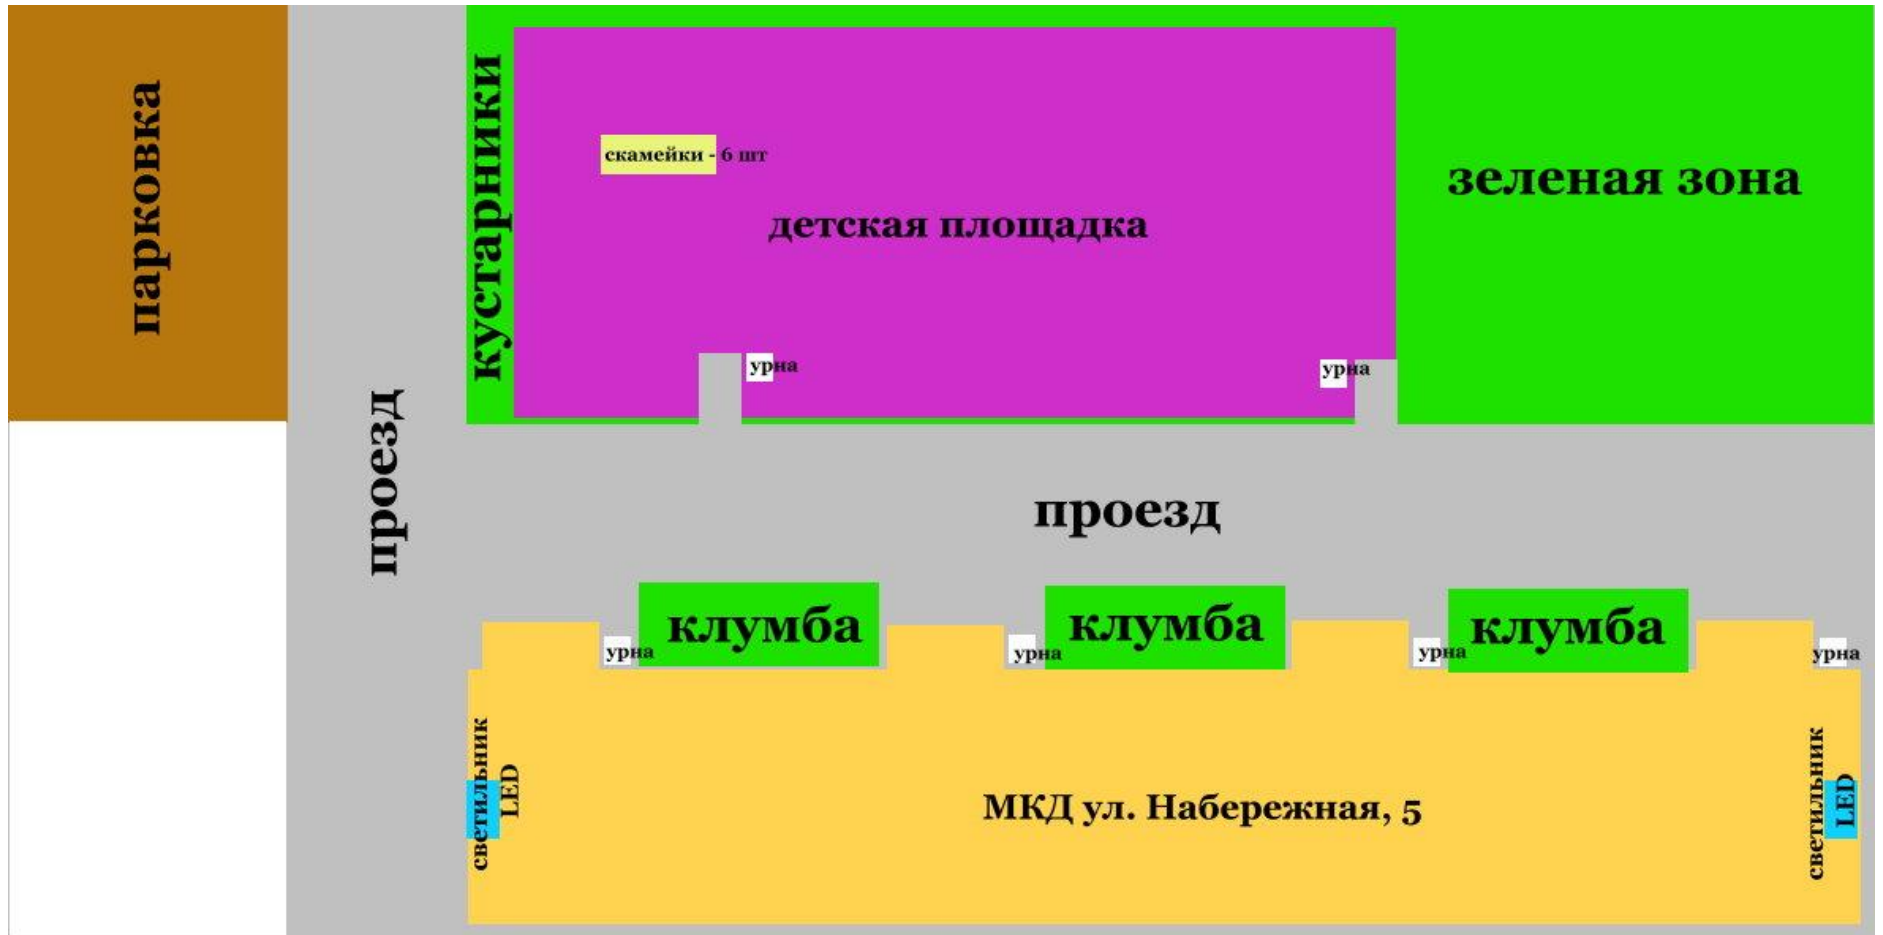 парковка
проезд
кустарники
скамейки - 6 шт
детская площадка
зеленая зона
урна
урна
проезд
клумба
клумба
клумба
урна
урна
урна
урна
светильник
LED
МКД ул. Набережная, 5
светильник
LED